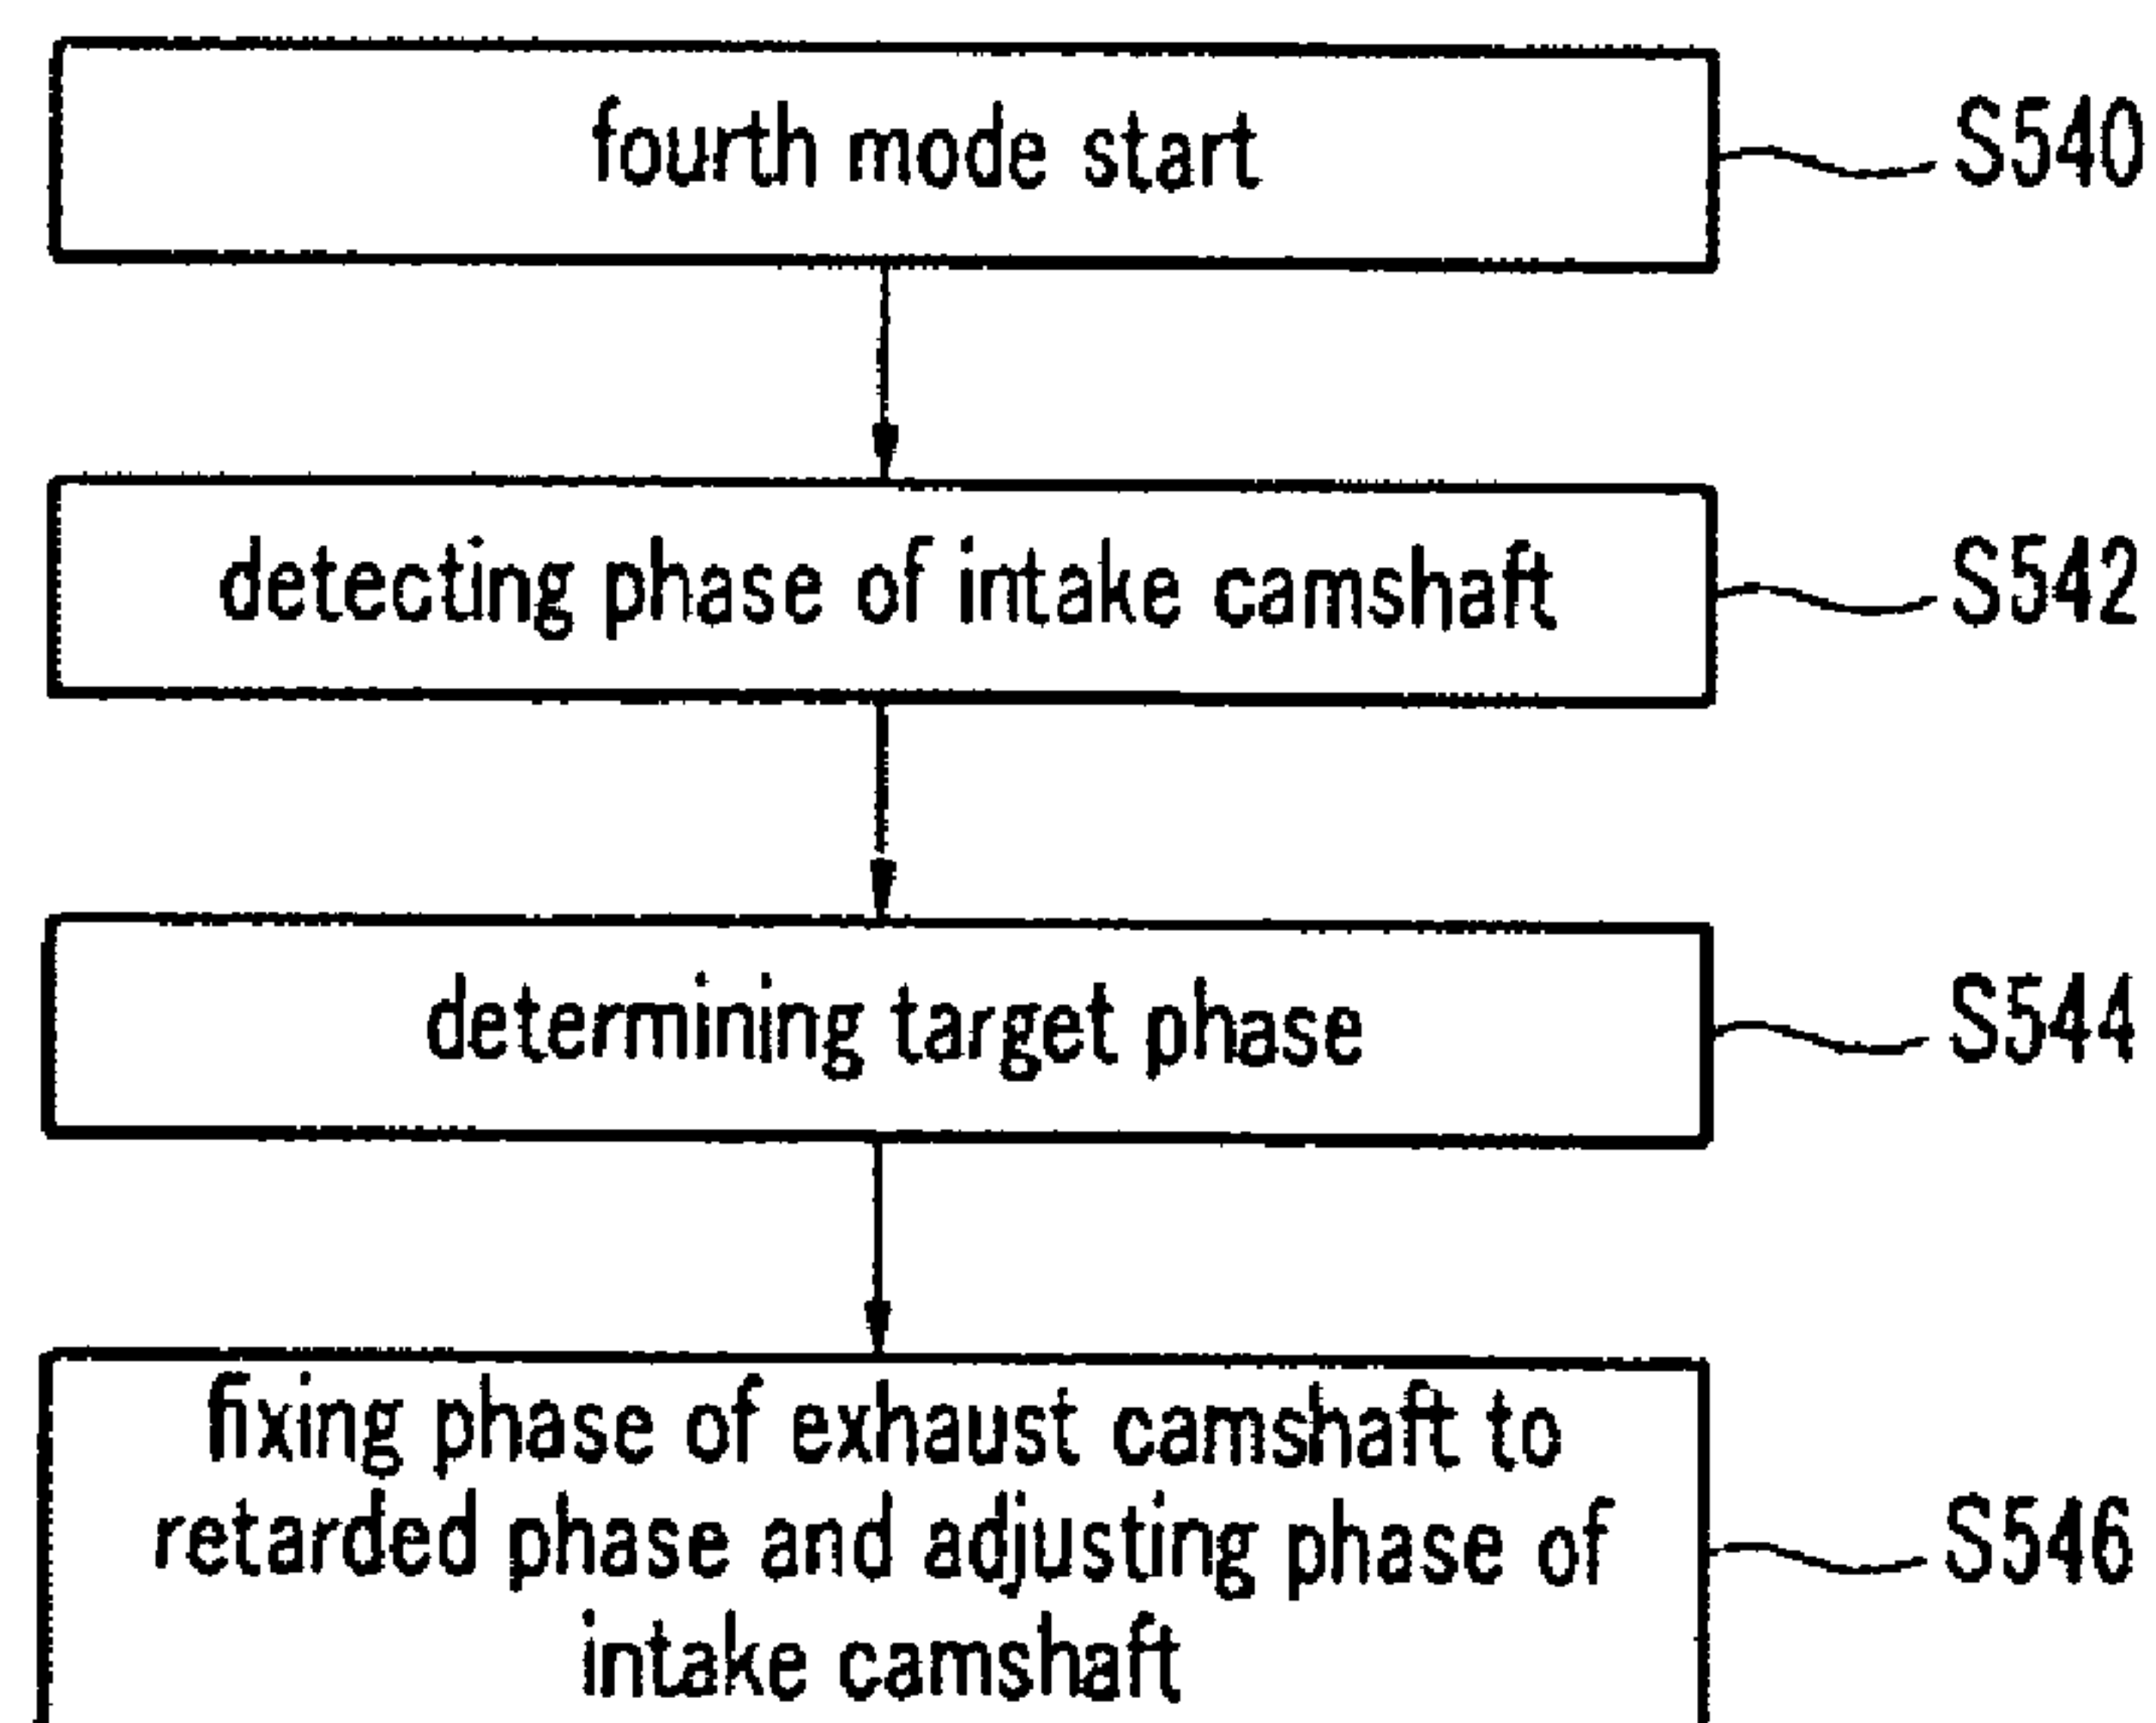 fourth mode start
S540
detecting phase of intake camshaft
S542
determining target phase
S544
fixing phase of exhaust camshaft to
retarded phase and adjusting phase of
intake camshaft
S546